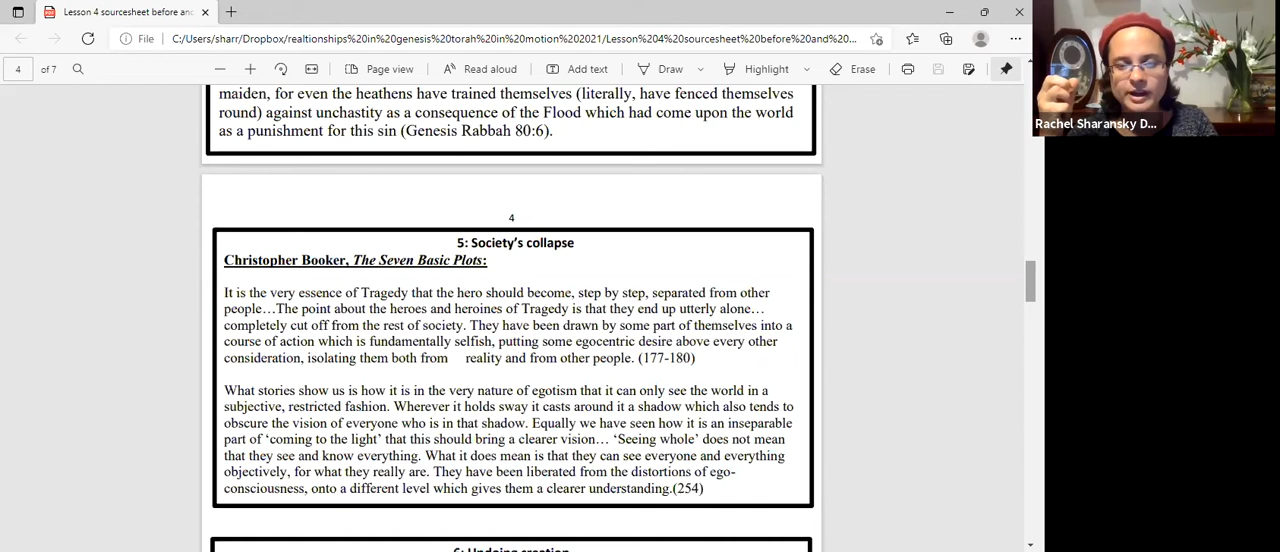 Lesson 4 sourcesheet before and
File
C:/Users/sharr/Dropbox/realtionships%20in%20genesis%20torah%20in%20motion%202021/Lesson%204%20sourcesheet%20before%20and%20...
4 of 7
Page view
Read aloud
Add text
Draw
Highlight
Erase
Rachel Sharansky D...
maiden, for even the heathens have trained themselves (literally, have fenced themselves
round) against unchastity as a consequence of the Flood which had come upon the world
as a punishment for this sin (Genesis Rabbah 80:6).
4
5: Society's collapse
Christopher Booker, The Seven Basic Plots:
It is the very essence of Tragedy that the hero should become, step by step, separated from other
people…The point about the heroes and heroines of Tragedy is that they end up utterly alone…
completely cut off from the rest of society. They have been drawn by some part of themselves into a
course of action which is fundamentally selfish, putting some egocentric desire above every other
consideration, isolating them both from reality and from other people. (177-180)
What stories show us is how it is in the very nature of egotism that it can only see the world in a
subjective, restricted fashion. Wherever it holds sway it casts around it a shadow which also tends to
obscure the vision of everyone who is in that shadow. Equally we have seen how it is an inseparable
part of ‘coming to the light’ that this should bring a clearer vision… ‘Seeing whole’ does not mean
that they see and know everything. What it does mean is that they can see everyone and everything
objectively, for what they really are. They have been liberated from the distortions of ego-
consciousness, onto a different level which gives them a clearer understanding.(254)
6: Undoing creation